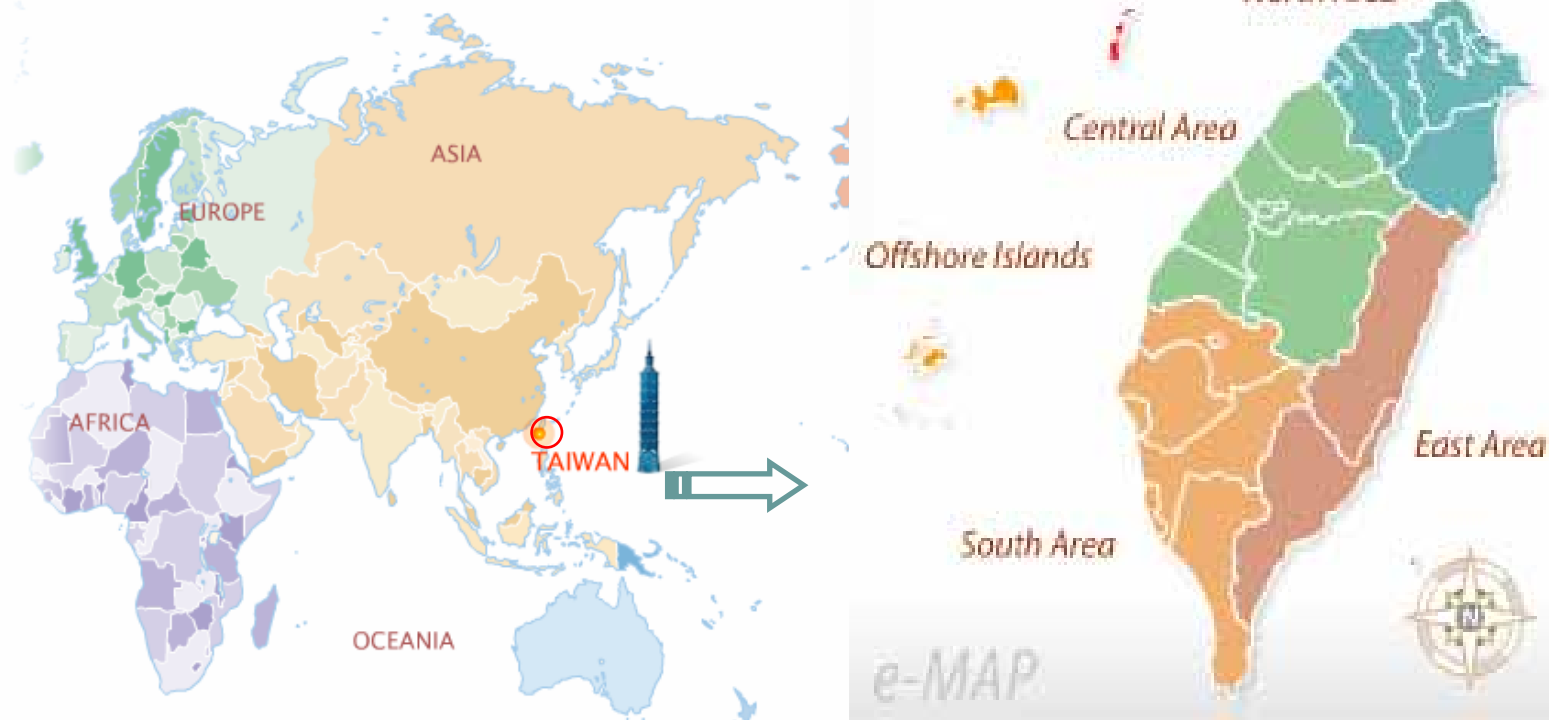 ASIA
EUROPE
AFRICA
TAIWAN
OCEANIA
Central Area
Offshore Islands
East Area
South Area
N
e-MAP